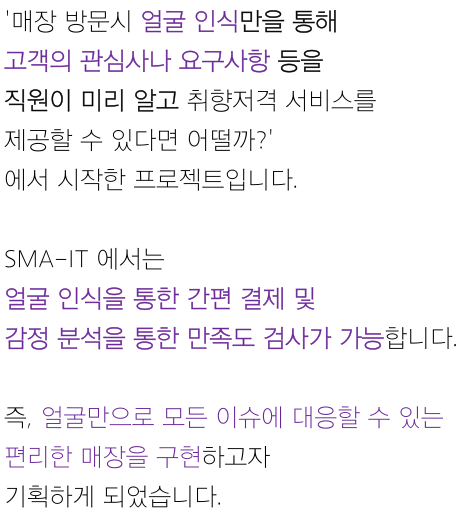 '매장 방문시 얼굴 인식만을 통해
고객의 관심사나 요구사항 등을
직원이 미리 알고 취향저격 서비스를
제공할 수 있다면 어떨까?'
에서 시작한 프로젝트입니다.
SMA-IT 에서는
얼굴 인식을 통한 간편 결제 및
감정 분석을 통한 만족도 검사가 가능합니다.
즉, 얼굴만으로 모든 이슈에 대응할 수 있는
편리한 매장을 구현하고자
기획하게 되었습니다.